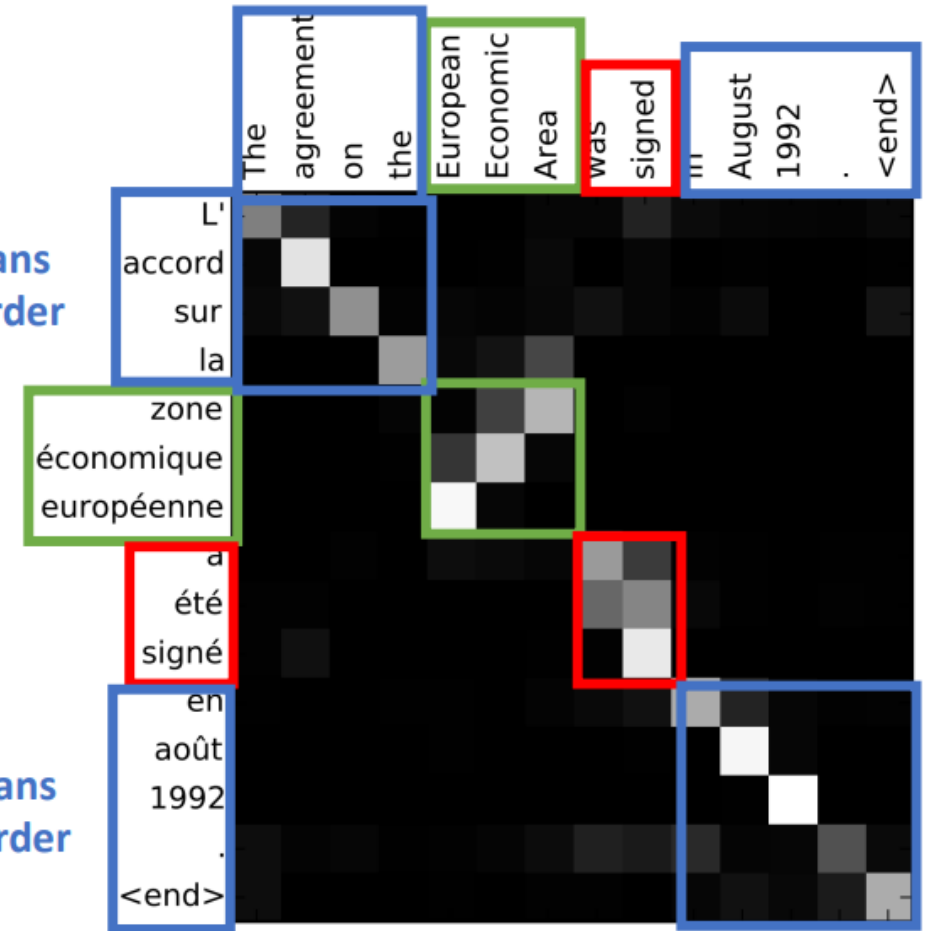 The agreement on the European Economic Area was signed in August 1992 . <end>
L'
accord
ans
sur
rder
la
zone
économique
européenne
a
été
signé
en
août
ans
1992
rder
.
<end>